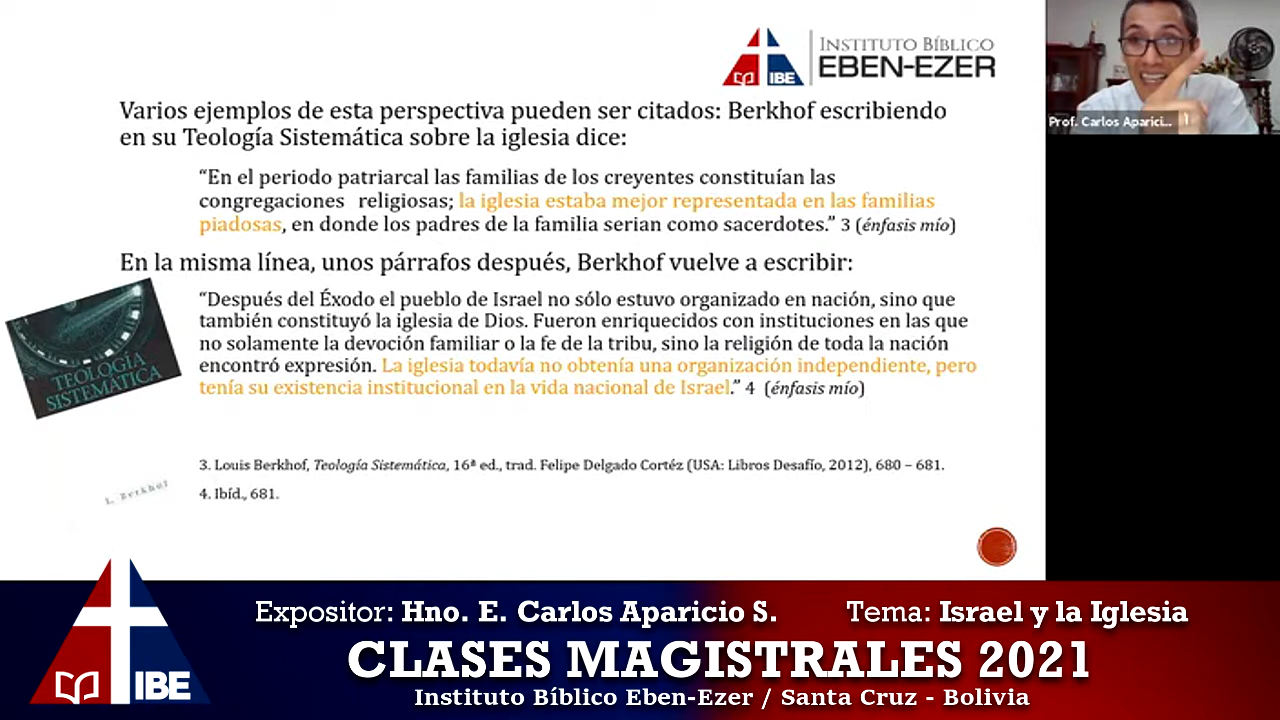 INSTITUTO BÍBLICO
EBEN-EZER
IBE
Prof. Carlos Aparici...
Varios ejemplos de esta perspectiva pueden ser citados: Berkhof escribiendo
en su Teología Sistemática sobre la iglesia dice:
“En el periodo patriarcal las familias de los creyentes constituían las
congregaciones religiosas; la iglesia estaba mejor representada en las familias
piadosas, en donde los padres de la familia serian como sacerdotes.” 3 (énfasis mío)
En la misma línea, unos párrafos después, Berkhof vuelve a escribir:
“Después del Éxodo el pueblo de Israel no sólo estuvo organizado en nación, sino que
también constituyó la iglesia de Dios. Fueron enriquecidos con instituciones en las que
no solamente la devoción familiar o la fe de la tribu, sino la religión de toda la nación
encontró expresión. La iglesia todavía no obtenía una organización independiente, pero
tenía su existencia institucional en la vida nacional de Israel.” 4 (énfasis mío)
TEOLOGÍA
SISTEMÁTICA
L. Berkhof
3. Louis Berkhof, Teología Sistemática, 16ª ed., trad. Felipe Delgado Cortéz (USA: Libros Desafío, 2012), 680 – 681.
4. Ibíd., 681.
IBE
Expositor: Hno. E. Carlos Aparicio S. Tema: Israel y la Iglesia
CLASES MAGISTRALES 2021
Instituto Bíblico Eben-Ezer / Santa Cruz - Bolivia